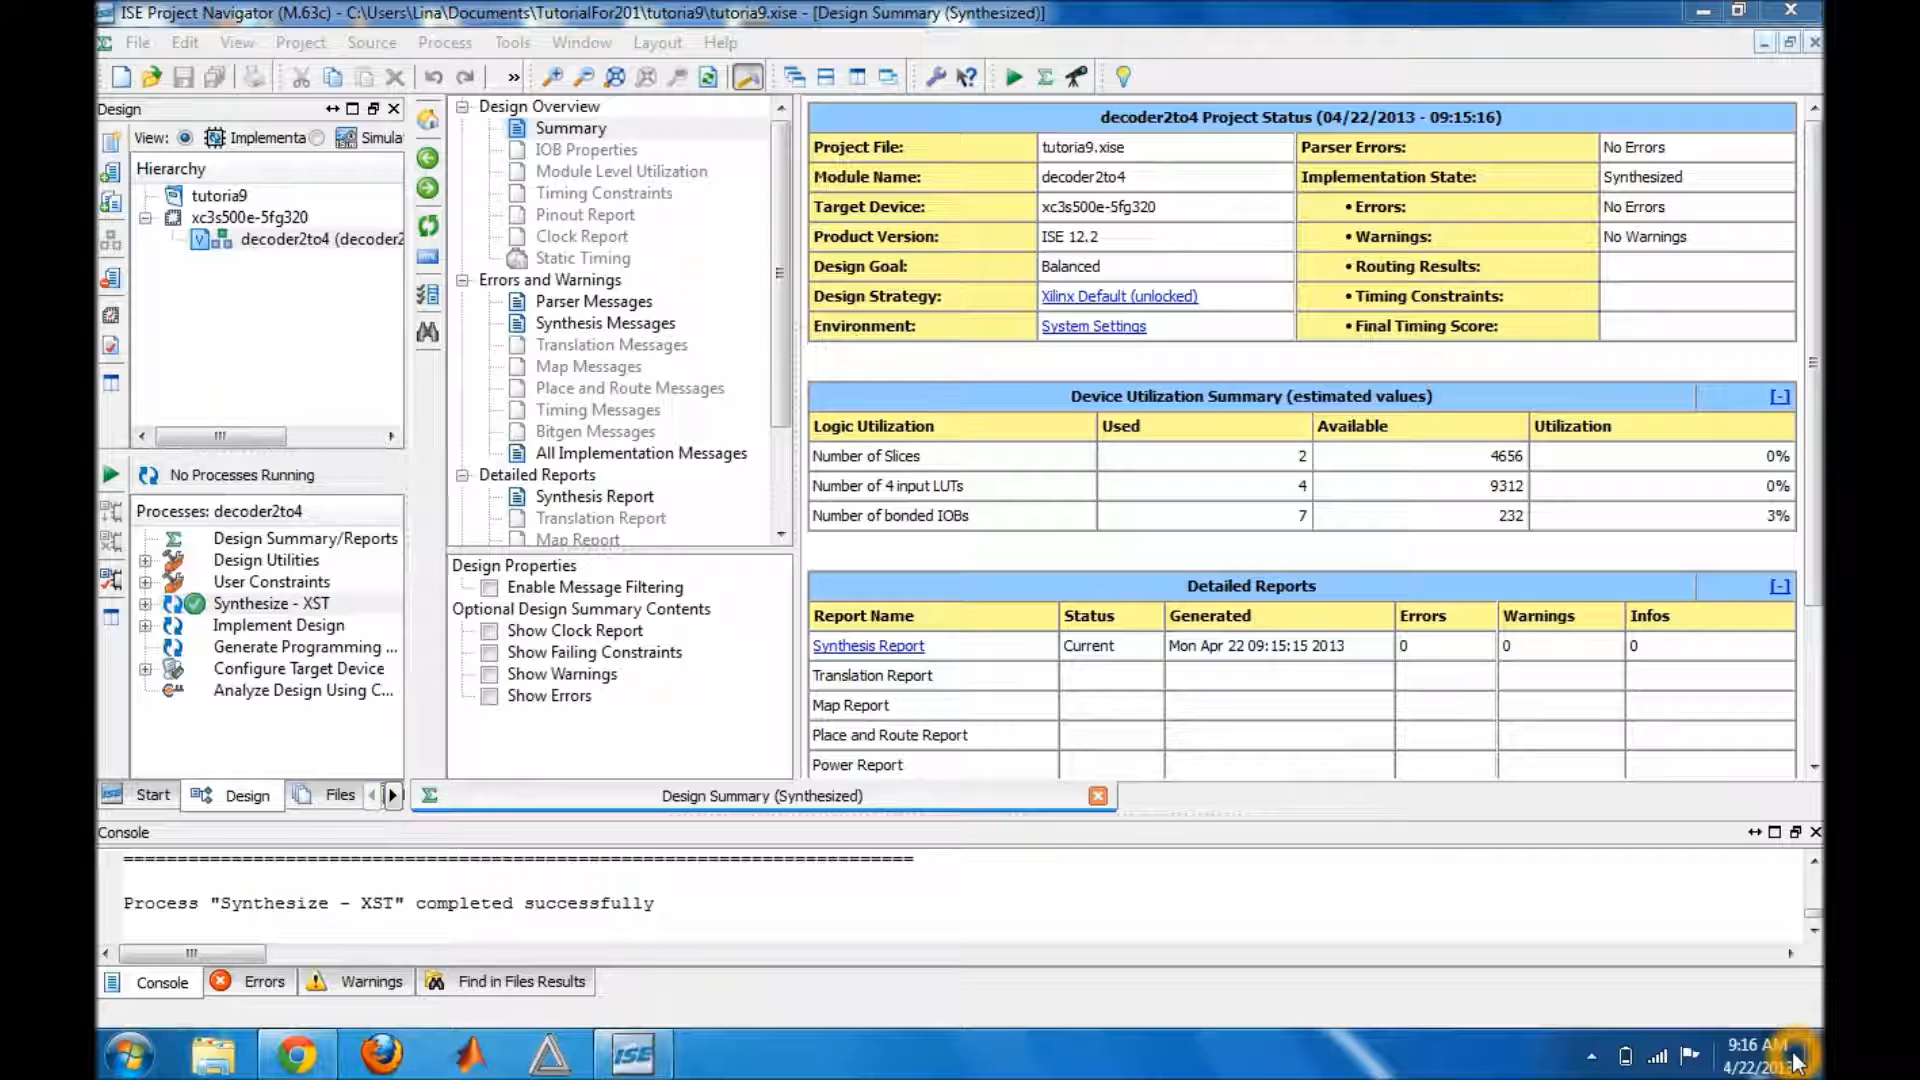 ISE Project Navigator (M.63c) - C:\Users\Lina\Documents\TutorialFor201\tutoria9\tutoria9.xise - [Design Summary (Synthesized)]
File Edit View Project Source Process Tools Window Layout Help
Design
View: Implementa Simula
Hierarchy
tutoria9
xc3s500e-5fg320
decoder2to4 (decoder2
No Processes Running
Processes: decoder2to4
Design Summary/Reports
Design Utilities
User Constraints
Synthesize - XST
Implement Design
Generate Programming ...
Configure Target Device
Analyze Design Using C...
Start Design Files
Design Overview
Summary
IOB Properties
Module Level Utilization
Timing Constraints
Pinout Report
Clock Report
Static Timing
Errors and Warnings
Parser Messages
Synthesis Messages
Translation Messages
Map Messages
Place and Route Messages
Timing Messages
Bitgen Messages
All Implementation Messages
Detailed Reports
Synthesis Report
Translation Report
Map Report
Design Properties
Enable Message Filtering
Optional Design Summary Contents
Show Clock Report
Show Failing Constraints
Show Warnings
Show Errors
decoder2to4 Project Status (04/22/2013 - 09:15:16)
Project File: tutoria9.xise Parser Errors: No Errors
Module Name: decoder2to4 Implementation State: Synthesized
Target Device: xc3s500e-5fg320 • Errors: No Errors
Product Version: ISE 12.2 • Warnings: No Warnings
Design Goal: Balanced • Routing Results:
Design Strategy: Xilinx Default (unlocked) • Timing Constraints:
Environment: System Settings • Final Timing Score:
Device Utilization Summary (estimated values) [-]
Logic Utilization Used Available Utilization
Number of Slices 2 4656 0%
Number of 4 input LUTs 4 9312 0%
Number of bonded IOBs 7 232 3%
Detailed Reports [-]
Report Name Status Generated Errors Warnings Infos
Synthesis Report Current Mon Apr 22 09:15:15 2013 0 0 0
Translation Report
Map Report
Place and Route Report
Power Report
Design Summary (Synthesized)
Console
=========================================================================
Process "Synthesize - XST" completed successfully
Console Errors Warnings Find in Files Results
ISE
9:16 AM
4/22/201